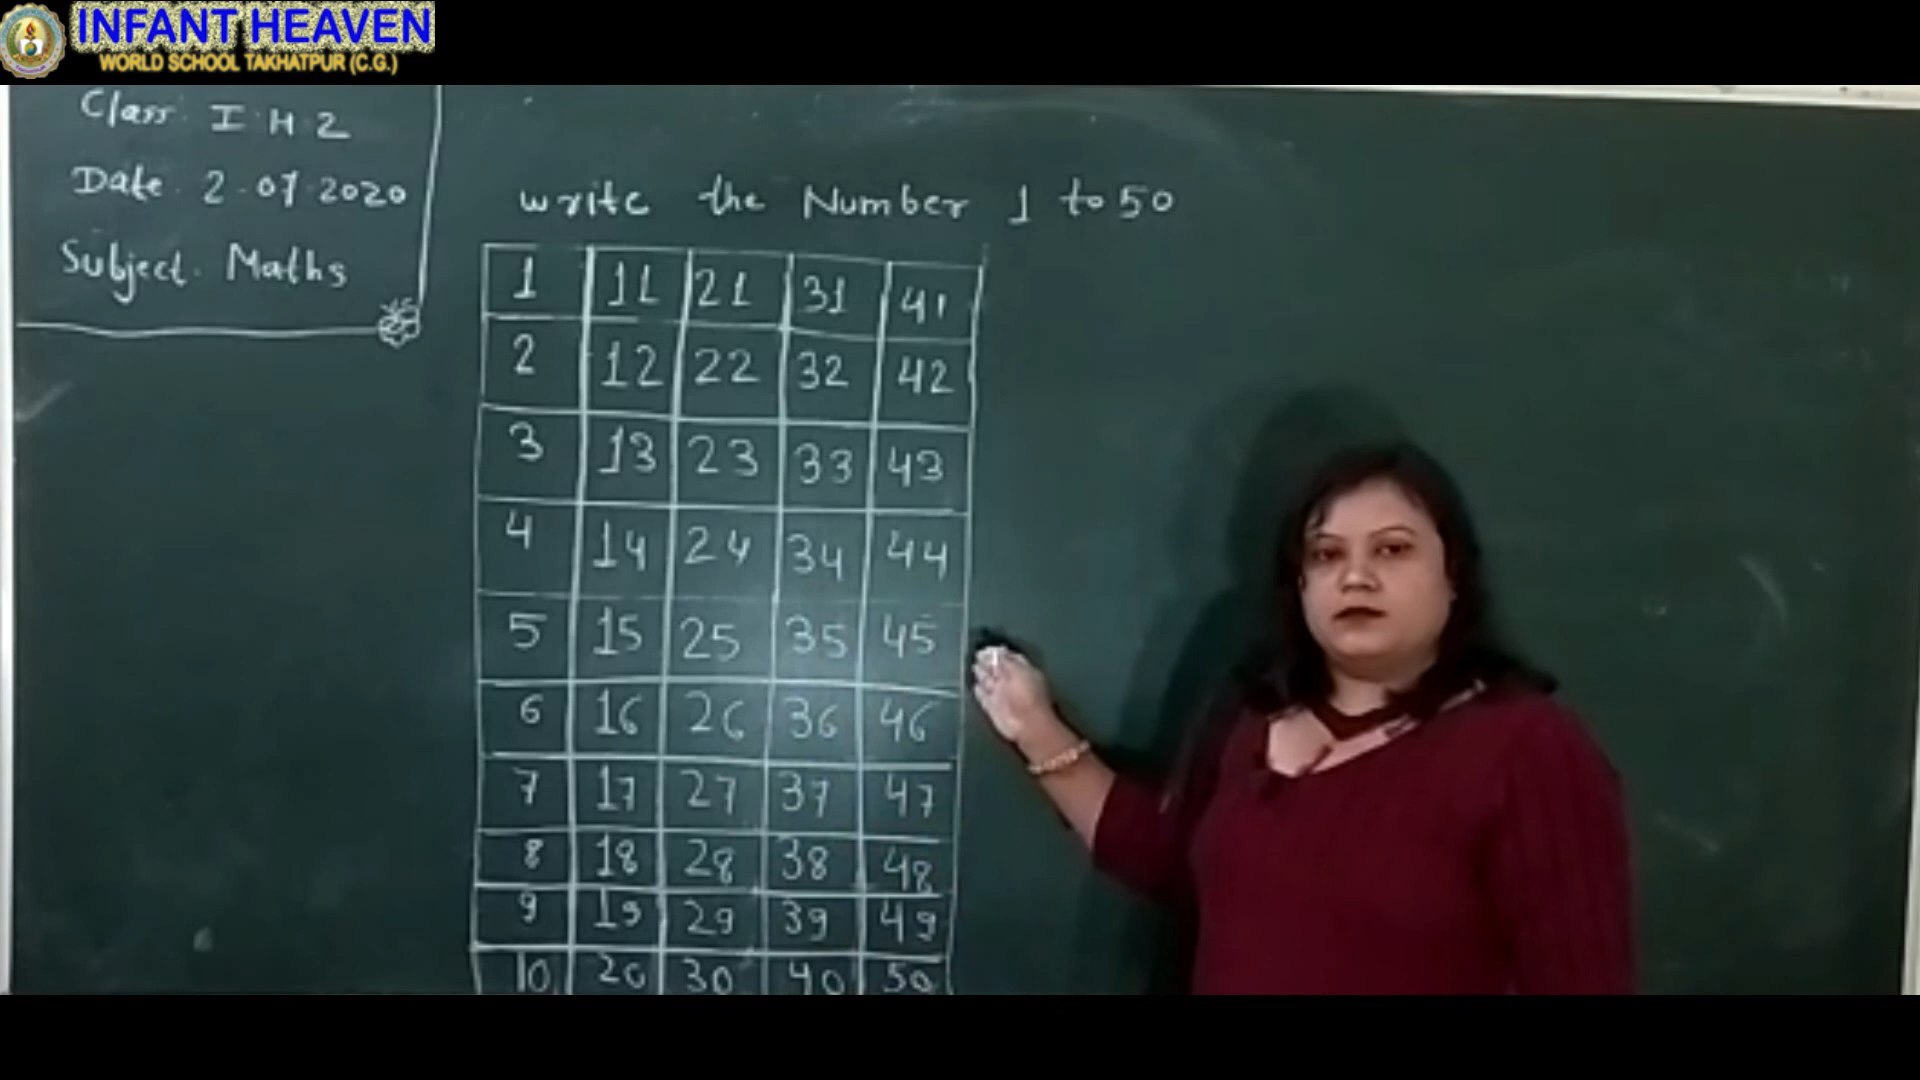 INFANT HEAVEN
WORLD SCHOOL TAKHATPUR (C.G.)
Class. I H 2
Date. 2.07.2020
Subject. Maths
write the Number 1 to 50
1 11 21 31 41
2 12 22 32 42
3 13 23 33 43
4 14 24 34 44
5 15 25 35 45
6 16 26 36 46
7 17 27 37 47
8 18 28 38 48
9 19 29 39 49
10 20 30 40 50